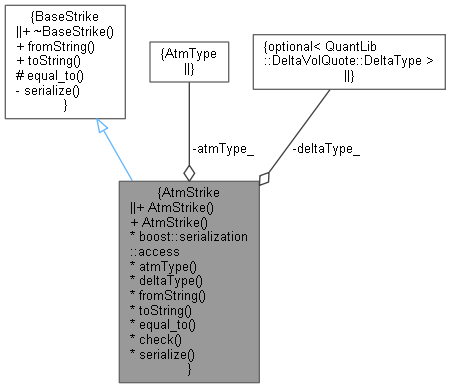 {BaseStrike
||+ ~BaseStrike()
+ fromString()
+ toString()
# equal_to()
- serialize()
}
{AtmType
||}
{optional< QuantLib
::DeltaVolQuote::DeltaType >
||}
-atmType_
-deltaType_
{AtmStrike
||+ AtmStrike()
+ AtmStrike()
* boost::serialization
::access
* atmType()
* deltaType()
* fromString()
* toString()
* equal_to()
* check()
* serialize()
}